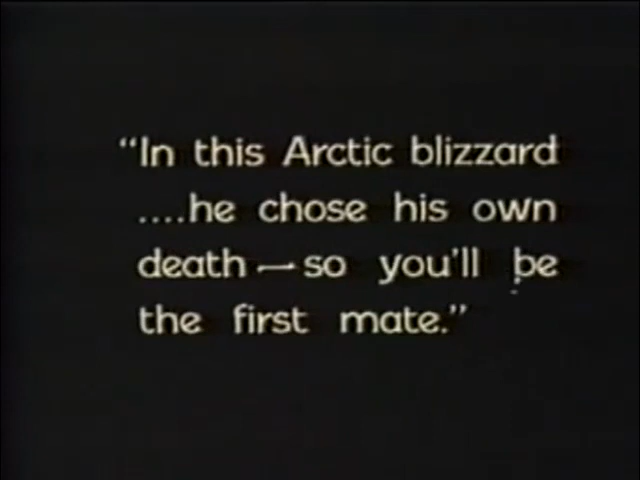 "In this Arctic blizzard
....he chose his own
death — so you'll be
the first mate."